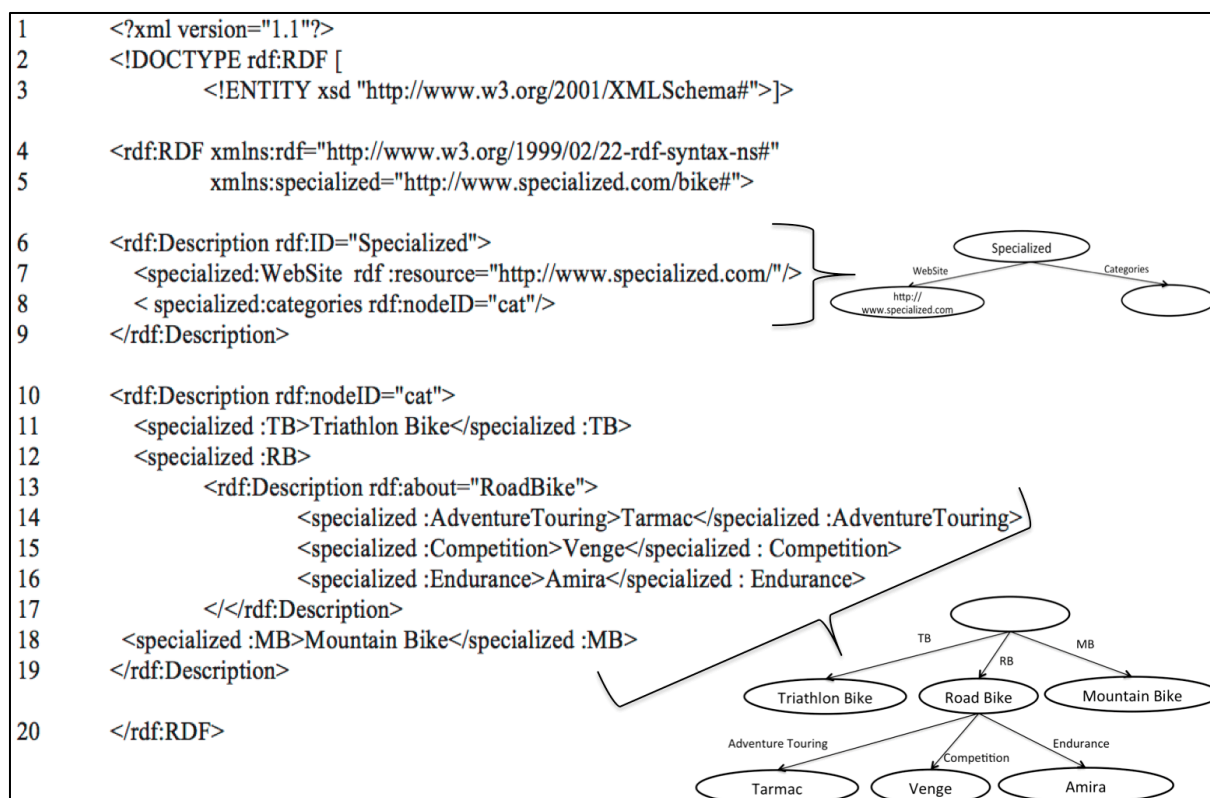 1 <?xml version="1.1"?>
2 <!DOCTYPE rdf:RDF [
3 <!ENTITY xsd "http://www.w3.org/2001/XMLSchema#">]>
4 <rdf:RDF xmlns:rdf="http://www.w3.org/1999/02/22-rdf-syntax-ns#"
5 xmlns:specialized="http://www.specialized.com/bike#">
6 <rdf:Description rdf:ID="Specialized">
7 <specialized:WebSite rdf :resource="http://www.specialized.com/"/>
8 < specialized:categories rdf:nodeID="cat"/>
9 </rdf:Description>
Specialized
WebSite
Categories
http://
www.specialized.com
10 <rdf:Description rdf:nodeID="cat">
11 <specialized :TB>Triathlon Bike</specialized :TB>
12 <specialized :RB>
13 <rdf:Description rdf:about="RoadBike">
14 <specialized :AdventureTouring>Tarmac</specialized :AdventureTouring>
15 <specialized :Competition>Venge</specialized : Competition>
16 <specialized :Endurance>Amira</specialized : Endurance>
17 </</rdf:Description>
18 <specialized :MB>Mountain Bike</specialized :MB>
19 </rdf:Description>
20 </rdf:RDF>
TB
RB
MB
Triathlon Bike
Road Bike
Mountain Bike
Adventure Touring
Competition
Endurance
Tarmac
Venge
Amira